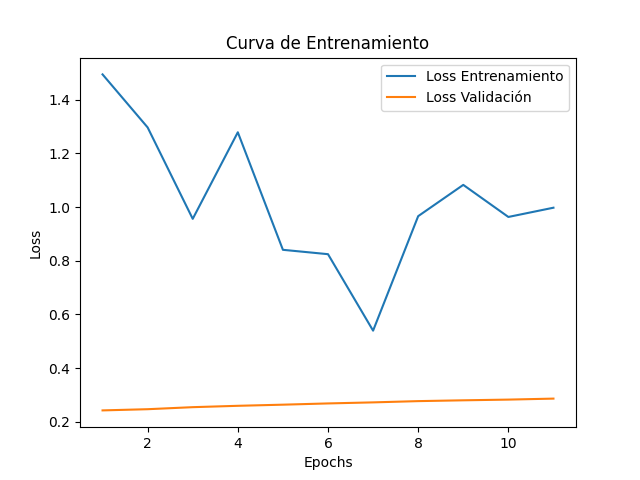 Curva de Entrenamiento
Loss Entrenamiento
Loss Validación
Loss
1.4
1.2
1.0
0.8
0.6
0.4
0.2
2 4 6 8 10
Epochs